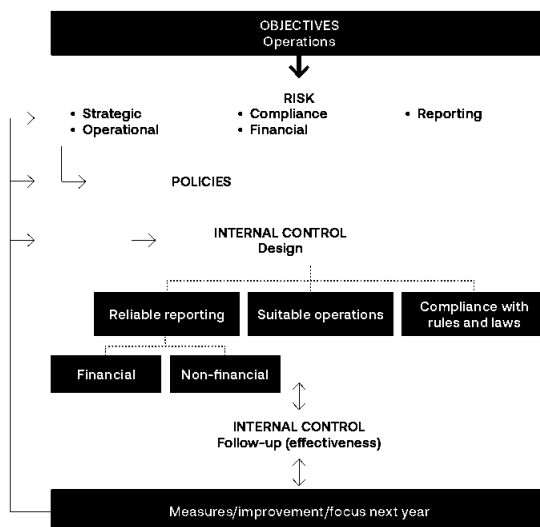 OBJECTIVES
Operations
RISK
• Strategic • Compliance • Reporting
• Operational • Financial
POLICIES
INTERNAL CONTROL
Design
Reliable reporting Suitable operations Compliance with rules and laws
Financial Non-financial
INTERNAL CONTROL
Follow-up (effectiveness)
Measures/improvement/focus next year